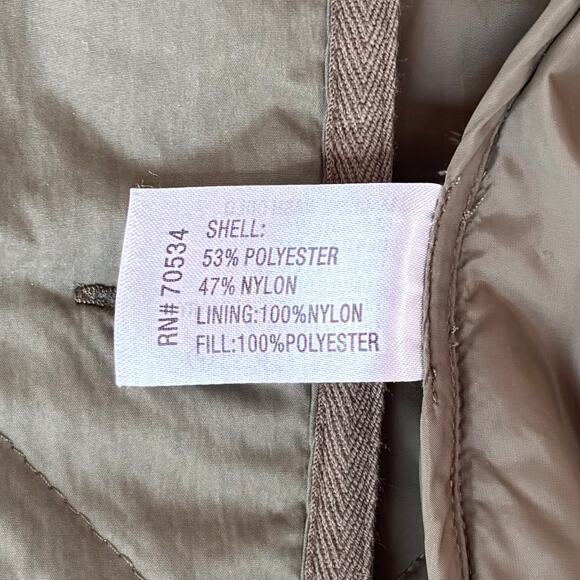 RN# 70534
SHELL:
53% POLYESTER
47% NYLON
LINING:100%NYLON
FILL:100%POLYESTER